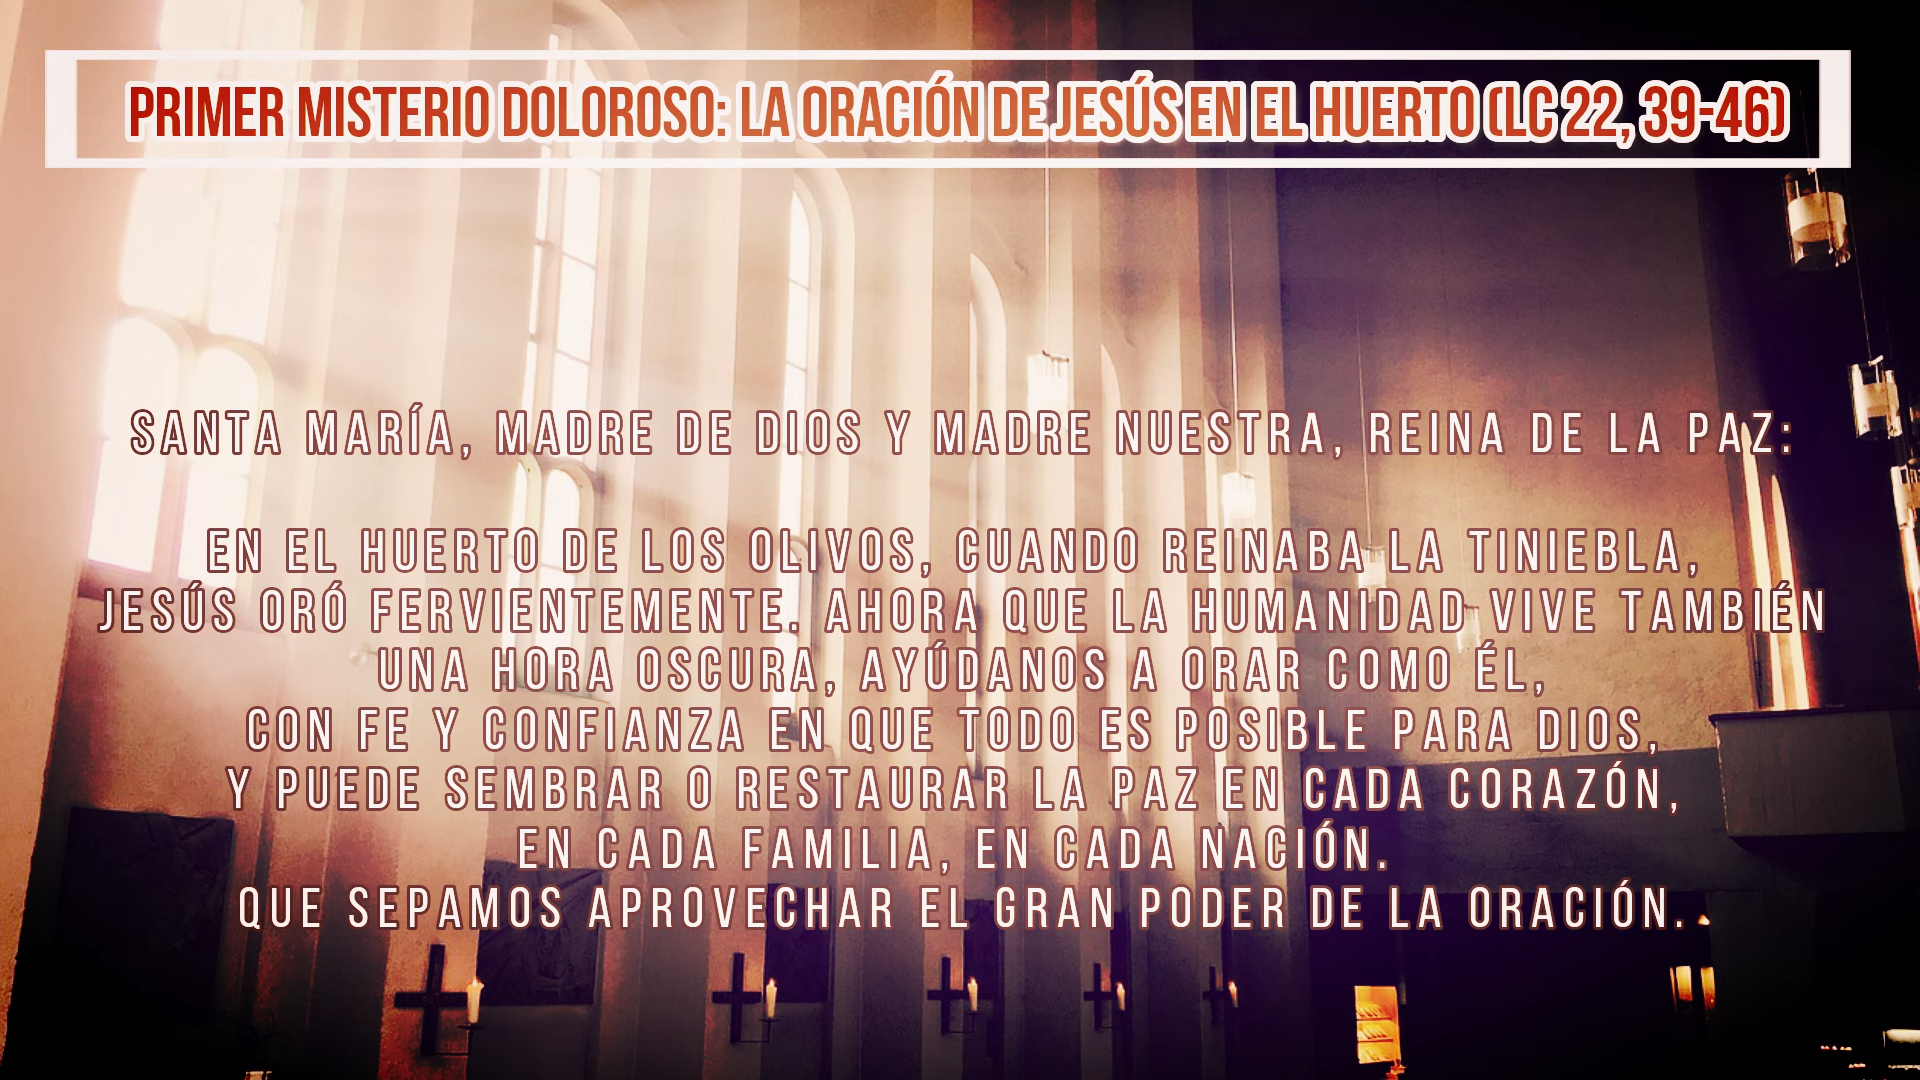 PRIMER MISTERIO DOLOROSO: LA ORACIÓN DE JESÚS EN EL HUERTO (LC 22, 39-46)
SANTA MARÍA, MADRE DE DIOS Y MADRE NUESTRA, REINA DE LA PAZ:
EN EL HUERTO DE LOS OLIVOS, CUANDO REINABA LA TINIEBLA,
JESÚS ORÓ FERVIENTEMENTE. AHORA QUE LA HUMANIDAD VIVE TAMBIÉN
UNA HORA OSCURA, AYÚDANOS A ORAR COMO ÉL,
CON FE Y CONFIANZA EN QUE TODO ES POSIBLE PARA DIOS,
Y PUEDE SEMBRAR O RESTAURAR LA PAZ EN CADA CORAZÓN,
EN CADA FAMILIA, EN CADA NACIÓN.
QUE SEPAMOS APROVECHAR EL GRAN PODER DE LA ORACIÓN.